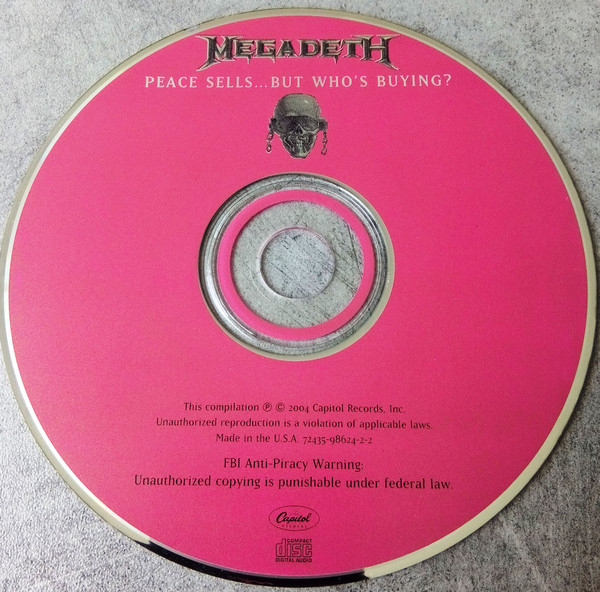 MEGADETH
PEACE SELLS...BUT WHO'S BUYING?
This compilation ℗ © 2004 Capitol Records, Inc.
Unauthorized reproduction is a violation of applicable laws.
Made in the U.S.A. 72435-98624-2-2
FBI Anti-Piracy Warning:
Unauthorized copying is punishable under federal law.
Capitol
RECORDS
COMPACT
disc
DIGITAL AUDIO